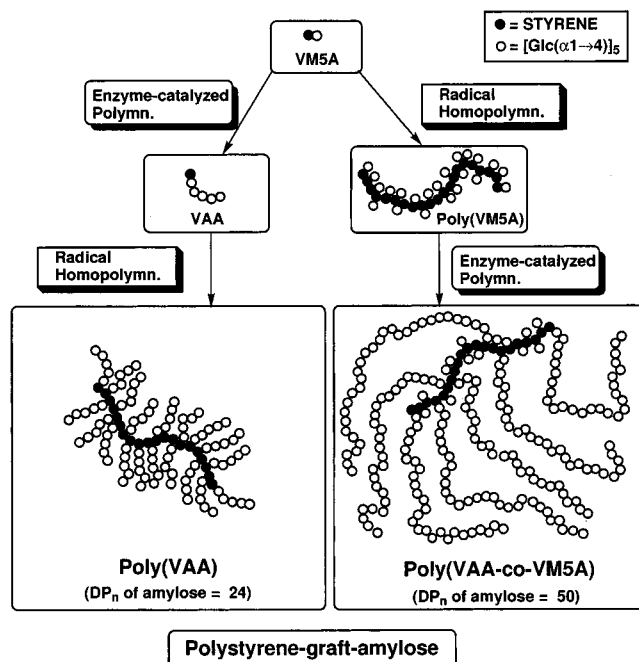 ● = STYRENE
○ = [Glc(α1→4)]₅
VM5A
Enzyme-catalyzed
Polymn.
Radical
Homopolymn.
VAA
Poly(VM5A)
Radical
Homopolymn.
Enzyme-catalyzed
Polymn.
Poly(VAA)
(DPₙ of amylose = 24)
Poly(VAA-co-VM5A)
(DPₙ of amylose = 50)
Polystyrene-graft-amylose